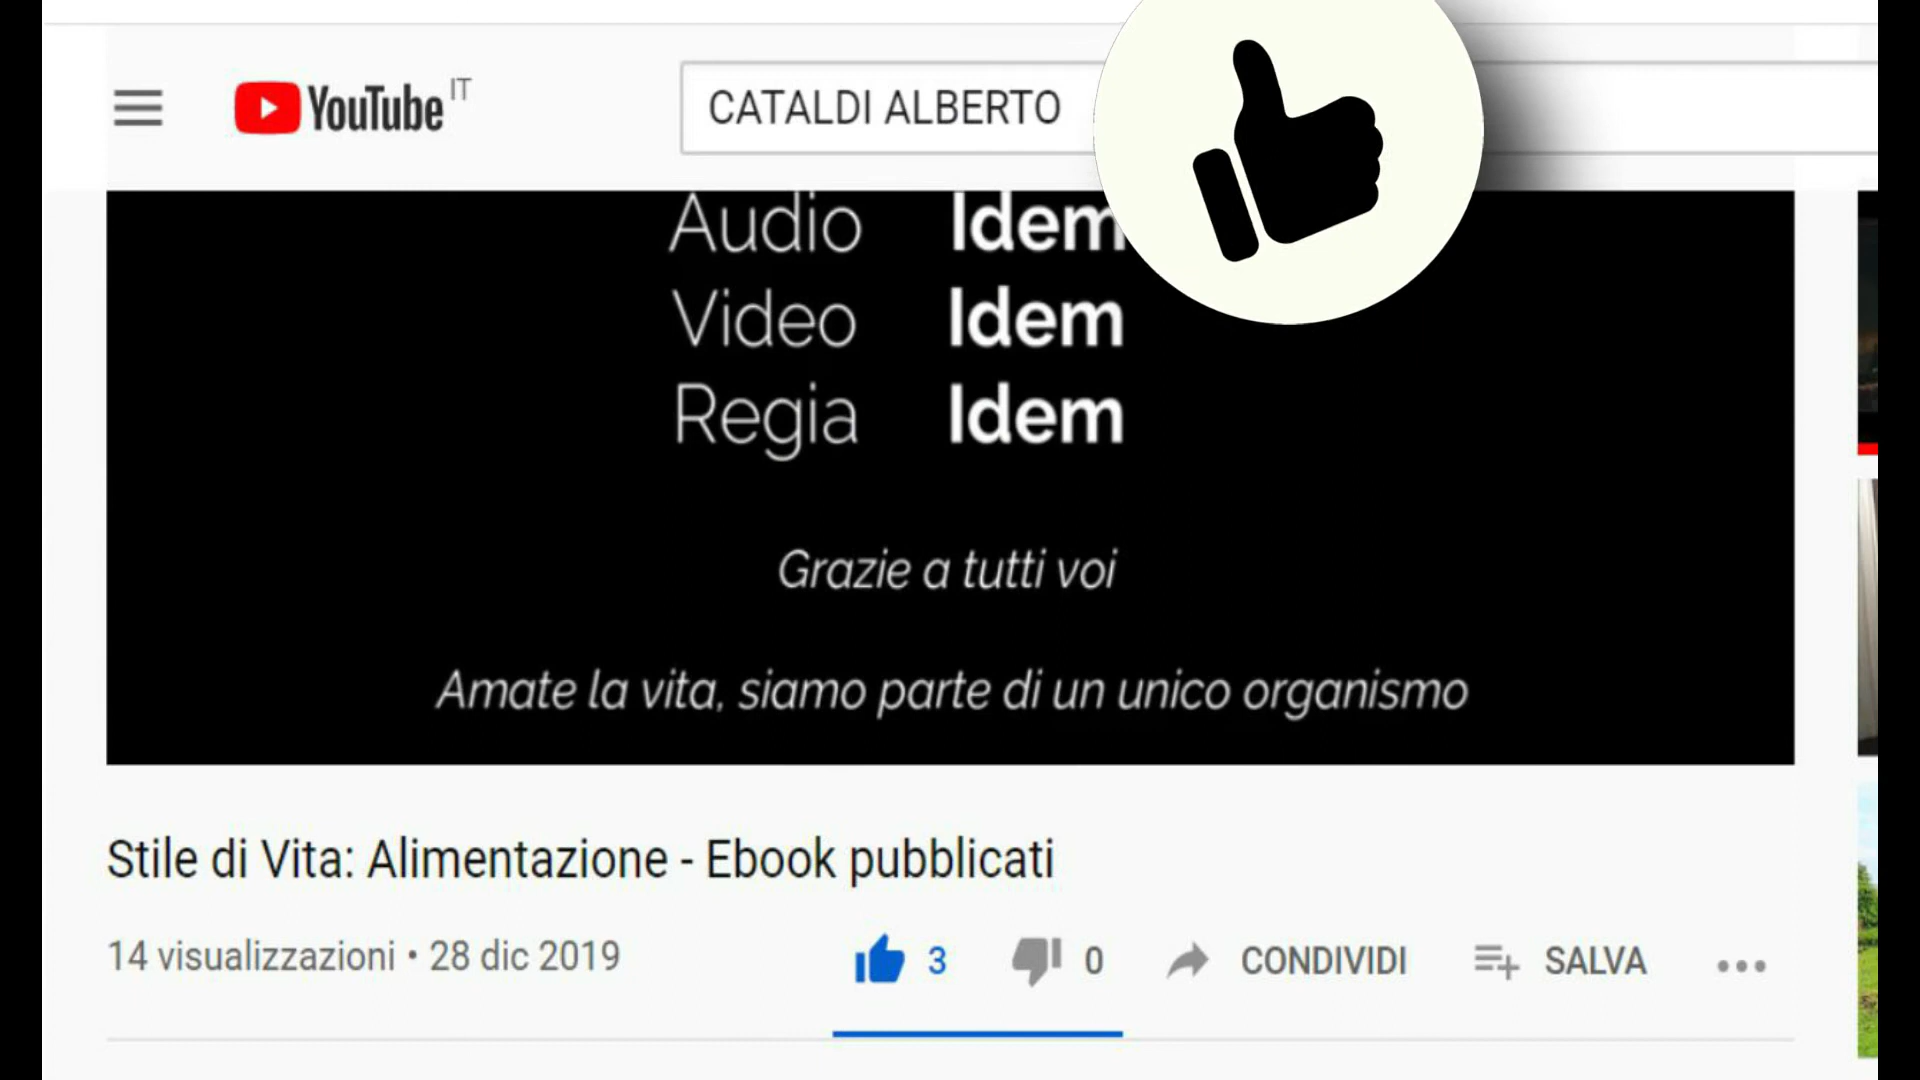 YouTube IT
CATALDI ALBERTO
Audio Idem
Video Idem
Regia Idem
Grazie a tutti voi
Amate la vita, siamo parte di un unico organismo
Stile di Vita: Alimentazione - Ebook pubblicati
14 visualizzazioni • 28 dic 2019 3 0 CONDIVIDI SALVA